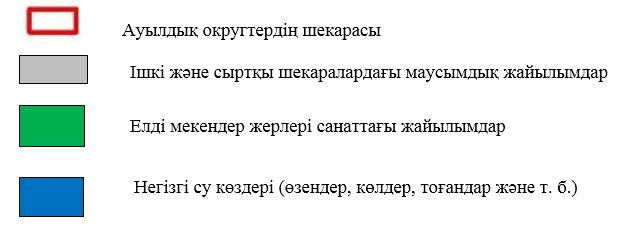 Ауылдық округтердің шекарасы
Ішкі және сыртқы шекаралардағы маусымдық жайылымдар
Елді мекендер жерлері санаттағы жайылымдар
Негізгі су көздері (өзендер, көлдер, тоғандар және т. б.)